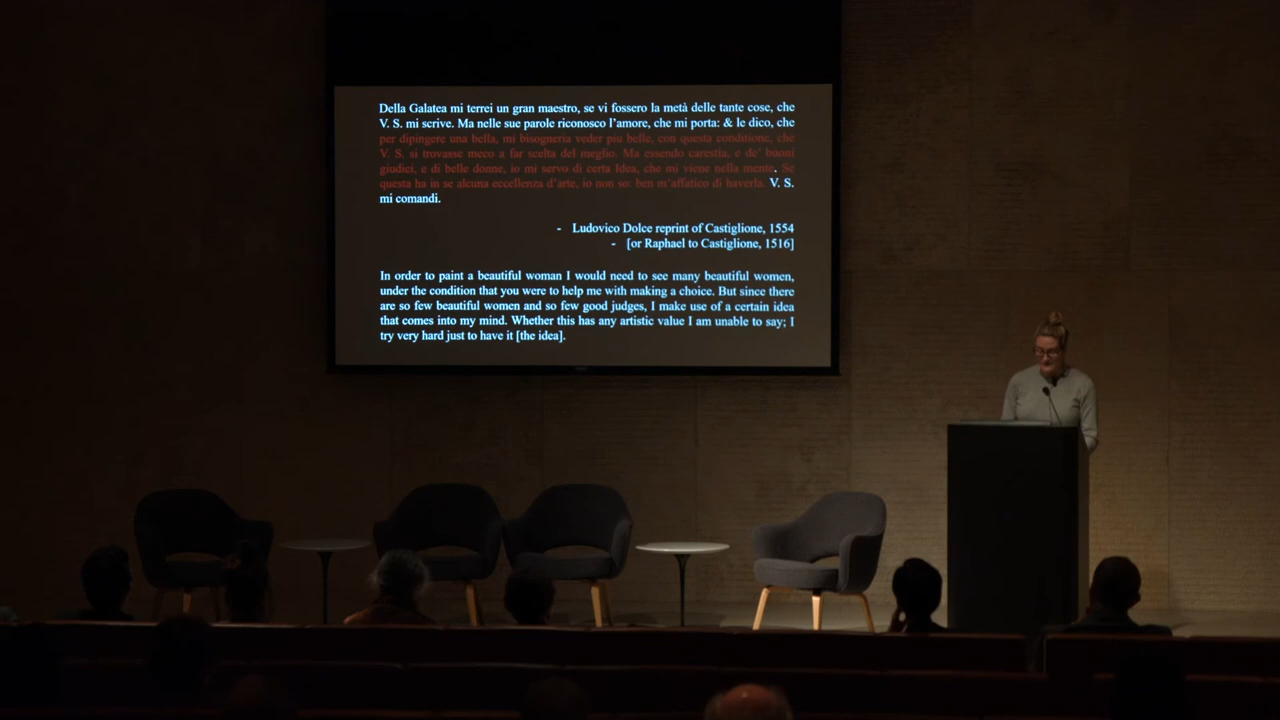 Della Galatea mi terrei un gran maestro, se vi fossero la metà delle tante cose, che
V. S. mi scrive. Ma nelle sue parole riconosco l'amore, che mi porta: & le dico, che
per dipingere una bella, mi bisogneria veder più belle, con questa conditione, che
V. S. si trovasse meco a far scelta del meglio. Ma essendo carestia, e de' buoni
giudici, e di belle donne, io mi servo di certa Idea, che mi viene nella mente. Se
questa ha in se alcuna eccellenza d'arte, io non so: ben m'affatico di haverla. V. S.
mi comandi.
- Ludovico Dolce reprint of Castiglione, 1554
- [or Raphael to Castiglione, 1516]
In order to paint a beautiful woman I would need to see many beautiful women,
under the condition that you were to help me with making a choice. But since there
are so few beautiful women and so few good judges, I make use of a certain idea
that comes into my mind. Whether this has any artistic value I am unable to say; I
try very hard just to have it [the idea].